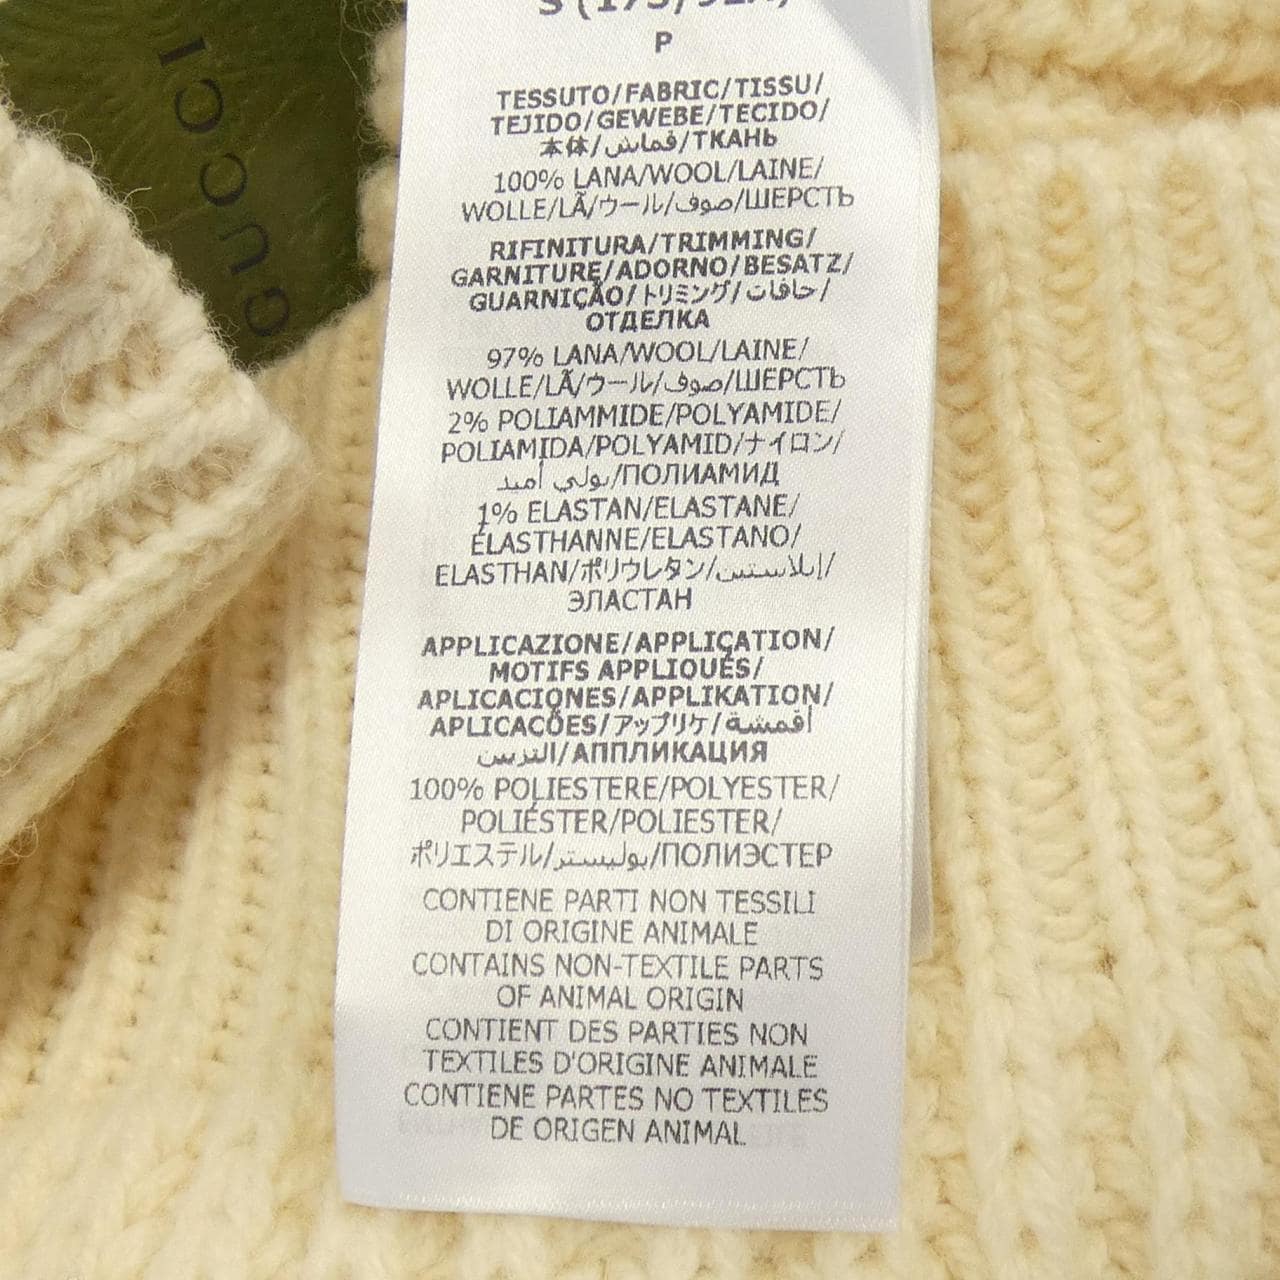 P
TESSUTO/FABRIC/TISSU/
TEJIDO/GEWEBE/TECIDO/
本体/قماش/ТКАНЬ
100% LANA/WOOL/LAINE/
WOLLE/LÃ/ウール/صوف/ШЕРСТЬ
RIFINITURA/TRIMMING/
GARNITURE/ADORNO/BESATZ/
GUARNIÇÃO/トリミング/حافات/
ОТДЕЛКА
97% LANA/WOOL/LAINE/
WOLLE/LÃ/ウール/صوف/ШЕРСТЬ
2% POLIAMMIDE/POLYAMIDE/
POLIAMIDA/POLYAMID/ナイロン/
بولي أميد/ПОЛИАМИД
1% ELASTAN/ELASTANE/
ÉLASTHANNE/ELASTANO/
ELASTHAN/ポリウレタン/إيلاستين/
ЭЛАСТАН
APPLICAZIONE/APPLICATION/
MOTIFS APPLIQUÉS/
APLICACIONES/APPLIKATION/
APLICAÇÕES/アップリケ/أقمشة
التزيين/АППЛИКАЦИЯ
100% POLIESTERE/POLYESTER/
POLIÉSTER/POLIESTER/
ポリエステル/بوليستر/ПОЛИЭСТЕР
CONTIENE PARTI NON TESSILI
DI ORIGINE ANIMALE
CONTAINS NON-TEXTILE PARTS
OF ANIMAL ORIGIN
CONTIENT DES PARTIES NON
TEXTILES D'ORIGINE ANIMALE
CONTIENE PARTES NO TEXTILES
DE ORIGEN ANIMAL
GUCCI